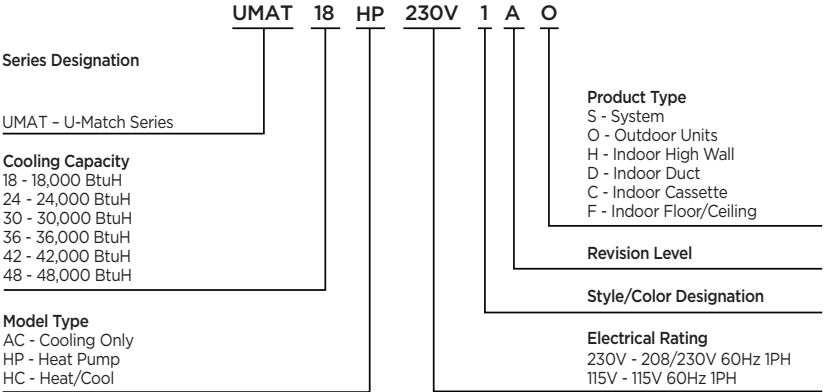 UMAT 18 HP 230V 1 A O
Series Designation
UMAT – U-Match Series
Cooling Capacity
18 - 18,000 BtuH
24 - 24,000 BtuH
30 - 30,000 BtuH
36 - 36,000 BtuH
42 - 42,000 BtuH
48 - 48,000 BtuH
Model Type
AC - Cooling Only
HP - Heat Pump
HC - Heat/Cool
Product Type
S - System
O - Outdoor Units
H - Indoor High Wall
D - Indoor Duct
C - Indoor Cassette
F - Indoor Floor/Ceiling
Revision Level
Style/Color Designation
Electrical Rating
230V - 208/230V 60Hz 1PH
115V - 115V 60Hz 1PH